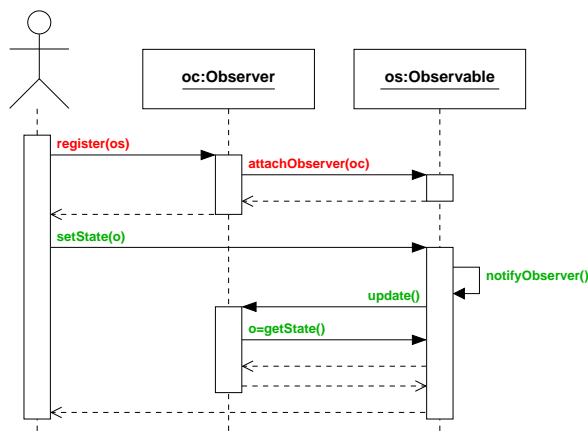 oc:Observer
os:Observable
register(os)
attachObserver(oc)
setState(o)
notifyObserver()
update()
o=getState()